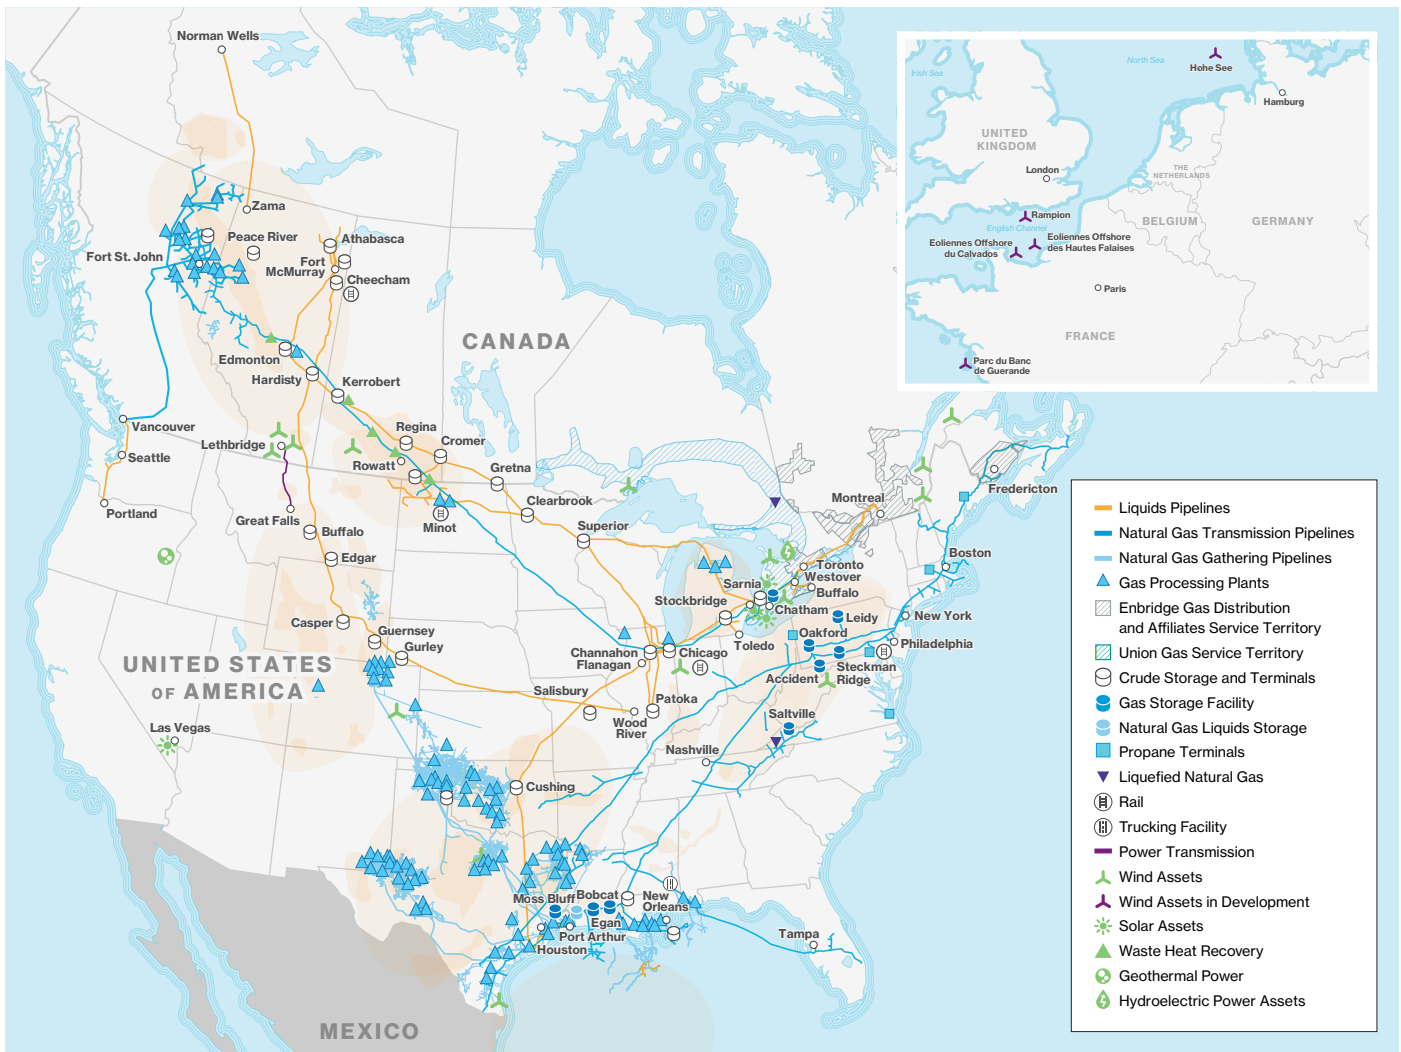 Norman Wells
Zama
Peace River
Athabasca
Fort St. John
Fort
McMurray
Cheecham
CANADA
Edmonton
Hardisty
Kerrobert
Vancouver
Lethbridge
Regina
Cromer
Seattle
Rowatt
Gretna
Portland
Great Falls
Minot
Clearbrook
Buffalo
Superior
Edgar
Montreal
Fredericton
Boston
Toronto
Westover
Buffalo
Sarnia
Stockbridge
Chatham
Leidy
New York
Casper
Guernsey
Gurley
Channahon
Flanagan
Chicago
Toledo
Oakford
Philadelphia
Accident
Steckman
Ridge
UNITED STATES
OF AMERICA
Salisbury
Patoka
Wood
River
Saltville
Las Vegas
Nashville
Cushing
Moss Bluff
Bobcat
New
Orleans
Egan
Port Arthur
Houston
Tampa
MEXICO
Irish Sea
North Sea
Hohe See
Hamburg
UNITED
KINGDOM
London
THE
NETHERLANDS
Rampion
English Channel
BELGIUM
GERMANY
Eoliennes Offshore
du Calvados
Eoliennes Offshore
des Hautes Falaises
Paris
FRANCE
Parc du Banc
de Guerande
Liquids Pipelines
Natural Gas Transmission Pipelines
Natural Gas Gathering Pipelines
Gas Processing Plants
Enbridge Gas Distribution
and Affiliates Service Territory
Union Gas Service Territory
Crude Storage and Terminals
Gas Storage Facility
Natural Gas Liquids Storage
Propane Terminals
Liquefied Natural Gas
Rail
Trucking Facility
Power Transmission
Wind Assets
Wind Assets in Development
Solar Assets
Waste Heat Recovery
Geothermal Power
Hydroelectric Power Assets